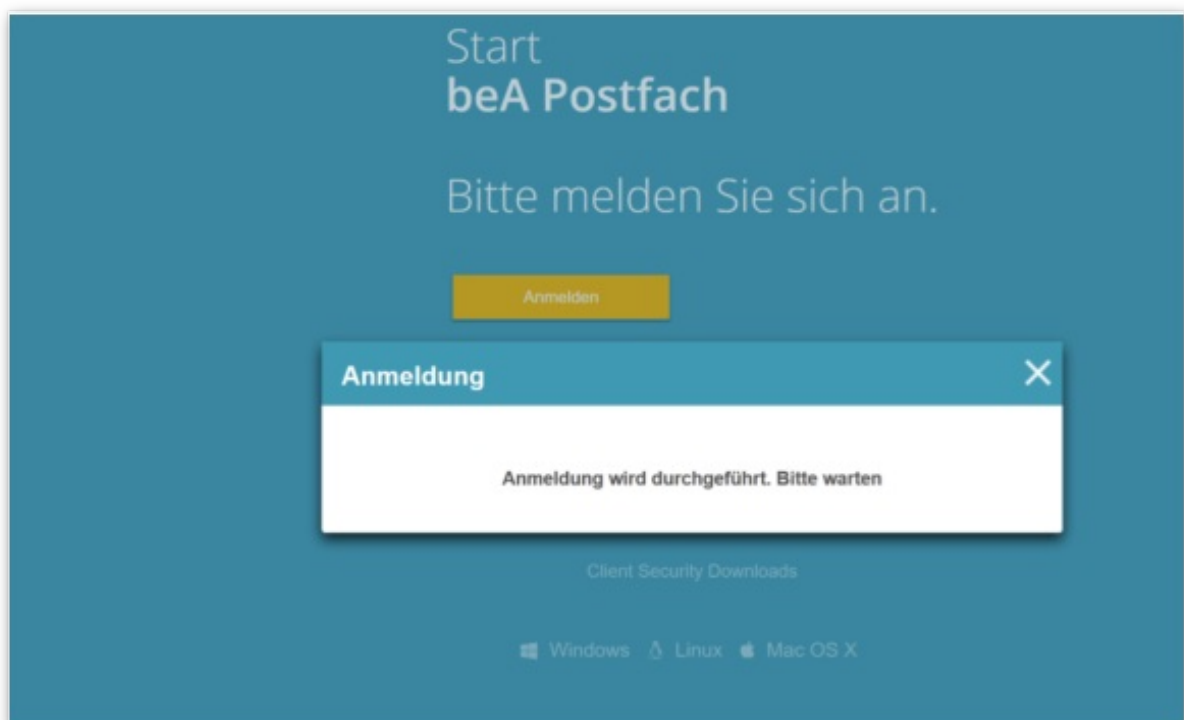 Start
beA Postfach
Bitte melden Sie sich an.
Anmelden
Anmeldung
Anmeldung wird durchgeführt. Bitte warten
Client Security Downloads
Windows Linux Mac OS X